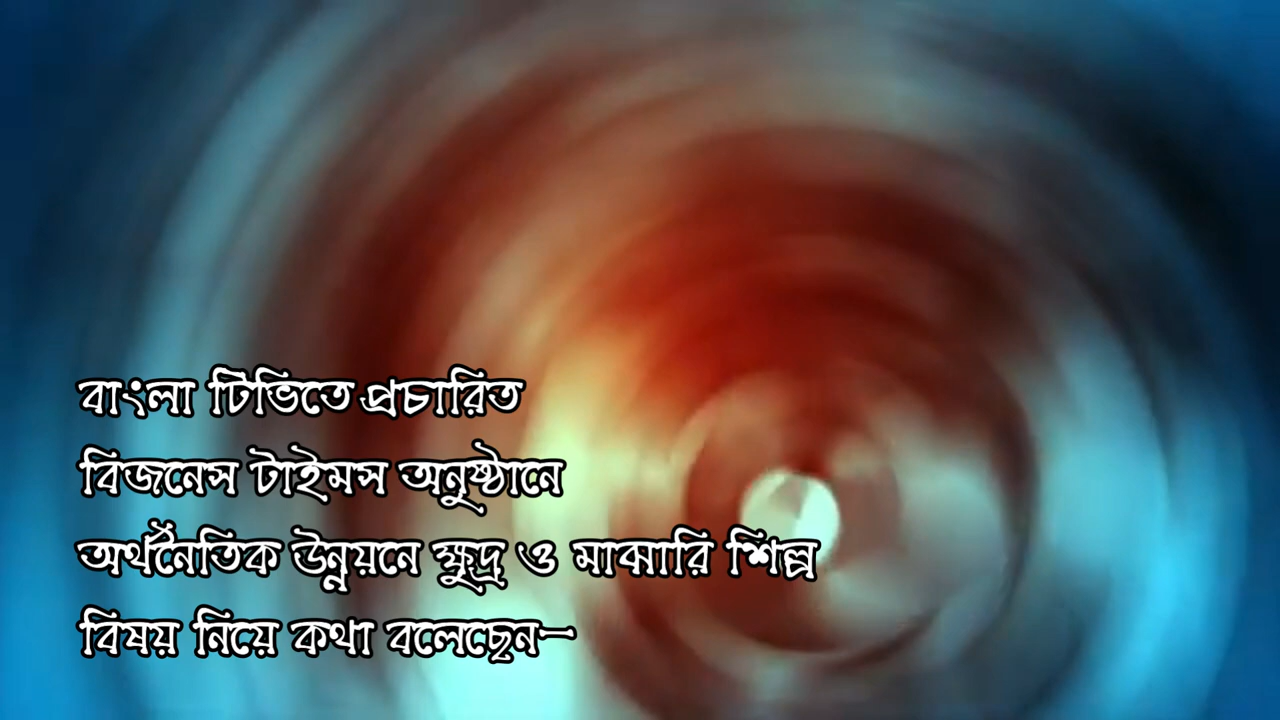 বাংলা টিভিতে প্রচারিত
বিজনেস টাইমস অনুষ্ঠানে
অর্থনৈতিক উন্নয়নে ক্ষুদ্র ও মাঝারি শিল্প
বিষয় নিয়ে কথা বলেছেন-